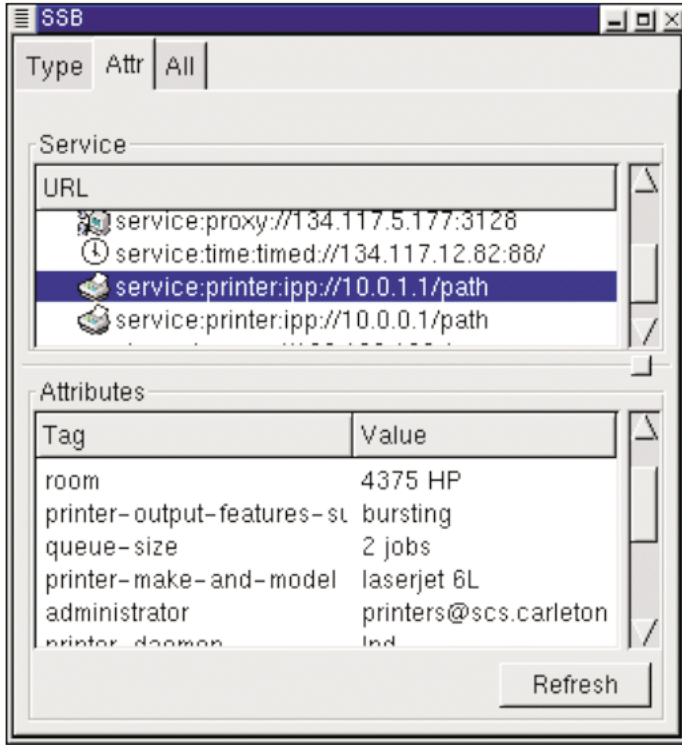 SSB
Type Attr All
Service
URL
service:proxy://134.117.5.177:3128
service:time:timed://134.117.12.82:88/
service:printer:ipp://10.0.1.1/path
service:printer:ipp://10.0.0.1/path
Attributes
Tag Value
room 4375 HP
printer-output-features-su bursting
queue-size 2 jobs
printer-make-and-model laserjet 6L
administrator printers@scs.carleton
printer-daemon lpd
Refresh